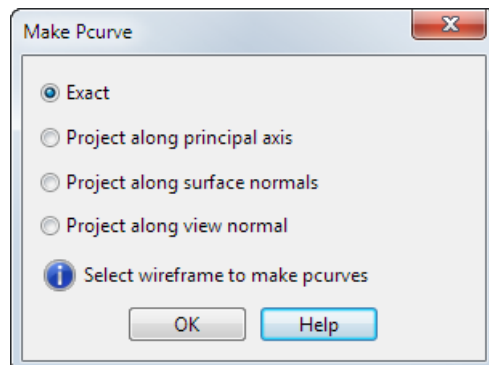 Make Pcurve
Exact
Project along principal axis
Project along surface normals
Project along view normal
Select wireframe to make pcurves
OK Help